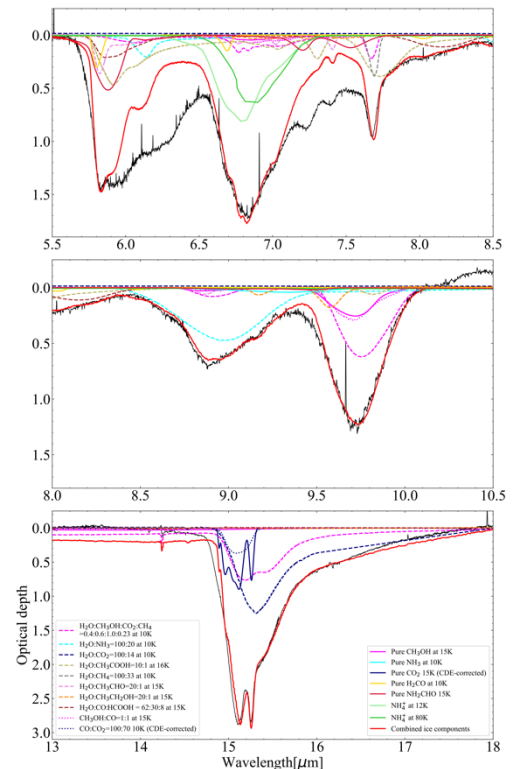 0.0
0.5
1.0
1.5
5.5 6.0 6.5 7.0 7.5 8.0 8.5
0.0
0.5
1.0
1.5
8.0 8.5 9.0 9.5 10.0 10.5
0.0
0.5
1.0
1.5
2.0
2.5
3.0
Optical depth
H₂O:CH₃OH:CO₂:CH₄
=0.4:0.6:1.0:0.23 at 10K
H₂O:NH₃=100:20 at 10K
H₂O:CO₂=100:14 at 10K
H₂O:CH₃COOH=10:1 at 16K
H₂O:CH₄=100:33 at 10K
H₂O:CH₃CHO=20:1 at 15K
H₂O:CH₃CH₂OH=20:1 at 15K
H₂O:CO:HCOOH = 62:30:8 at 15K
CH₃OH:CO=1:1 at 15K
CO:CO₂=100:70 10K (CDE-corrected)
Pure CH₃OH at 15K
Pure NH₃ at 10K
Pure CO₂ 15K (CDE-corrected)
Pure H₂CO at 10K
Pure NH₂CHO 15K
NH₄⁺ at 12K
NH₄⁺ at 80K
Combined ice components
13 14 15 16 17 18
Wavelength[μm]